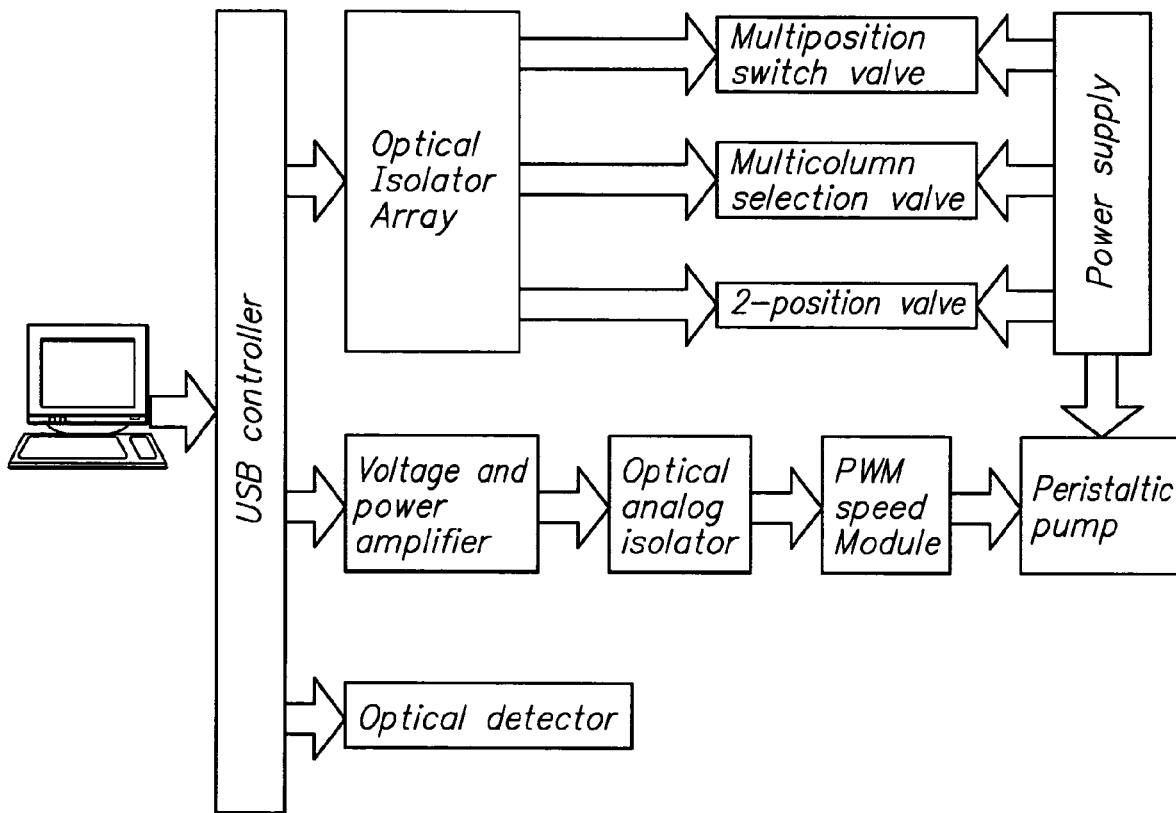 Multiposition
switch valve
Optical
Isolator
Array
Multicolumn
selection valve
Power supply
2-position valve
USB controller
Voltage and
power
amplifier
Optical
analog
isolator
PWM
speed
Module
Peristaltic
pump
Optical detector